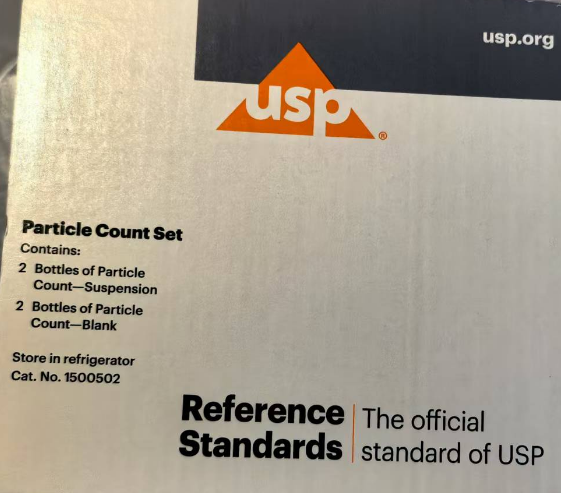 usp.org
usp®
Particle Count Set
Contains:
2 Bottles of Particle
Count—Suspension
2 Bottles of Particle
Count—Blank
Store in refrigerator
Cat. No. 1500502
Reference
Standards
The official
standard of USP